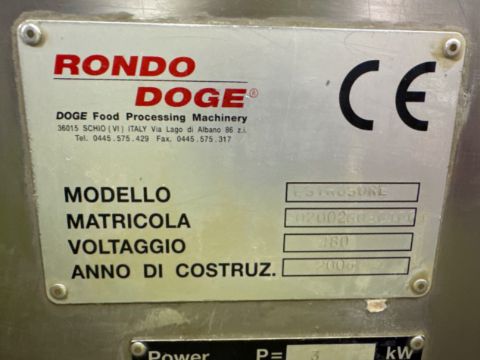 RONDO
DOGE®
DOGE Food Processing Machinery
36015 SCHIO (VI) ITALY Via Lago di Albano 86 z.i.
Tel. 0445.575.429 Fax. 0445.575.317
CE
MODELLO
MATRICOLA
VOLTAGGIO 380
ANNO DI COSTRUZ.
Power P= 3 kW